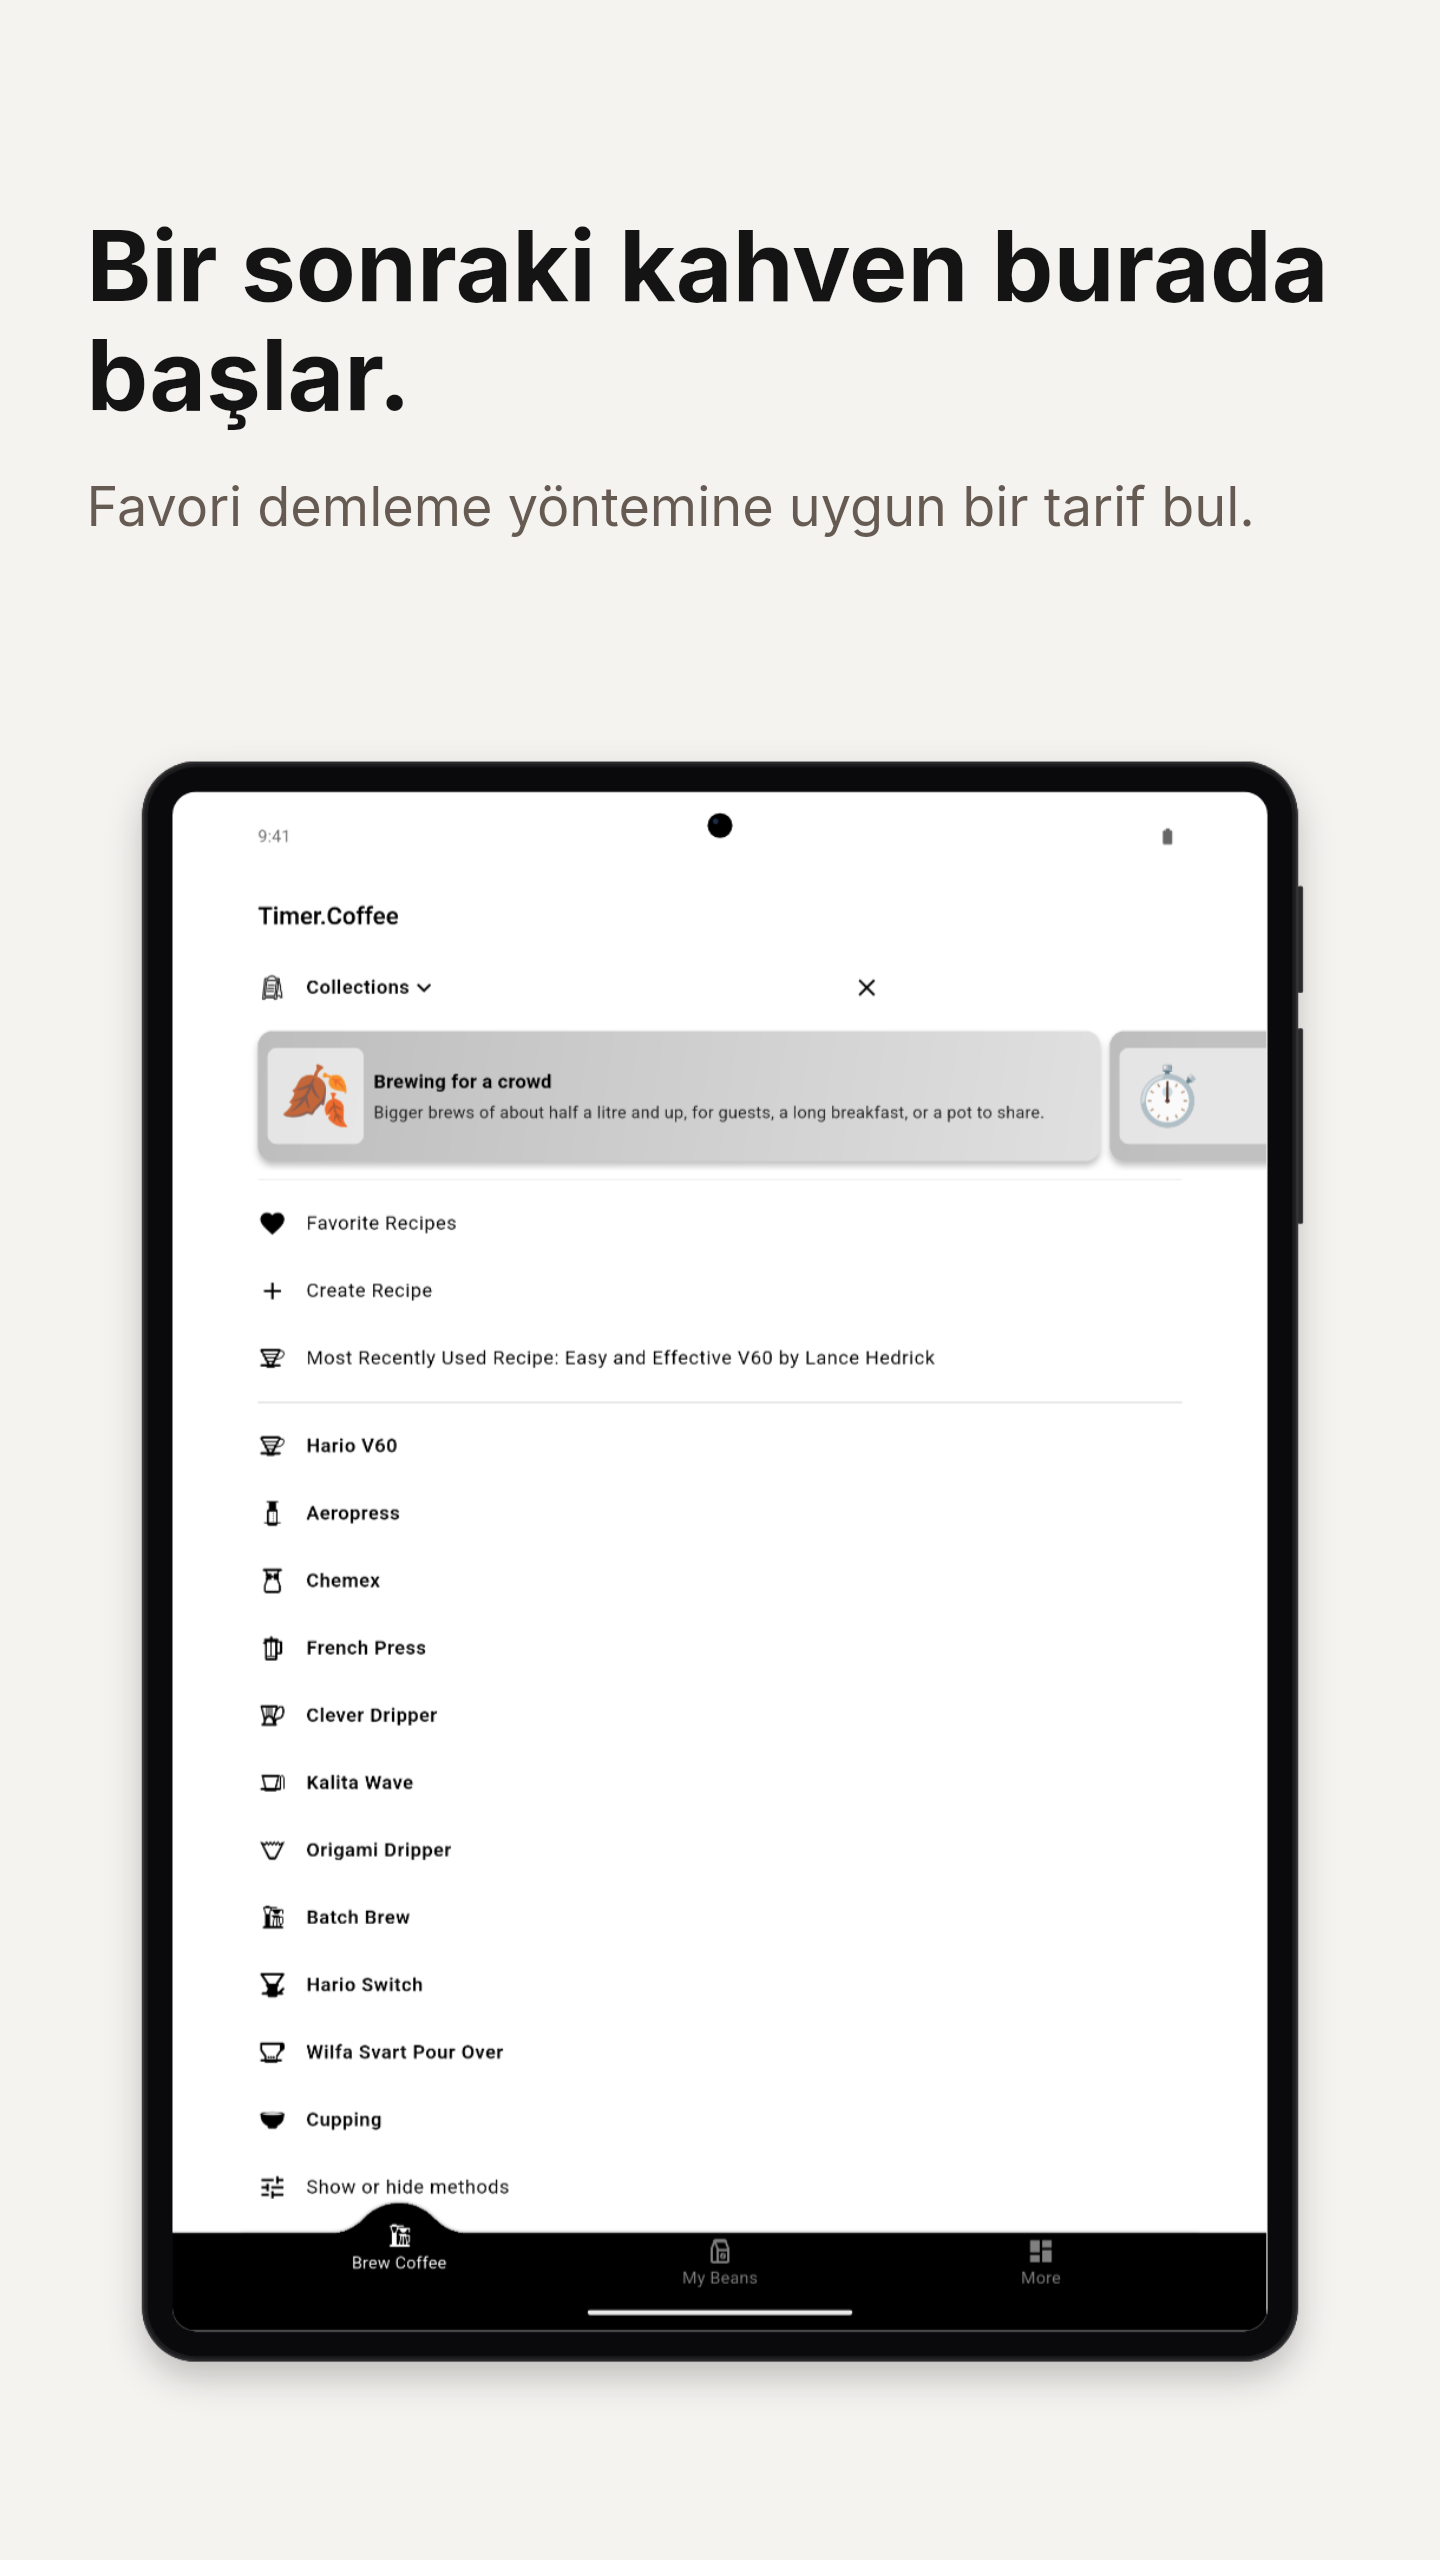 Bir sonraki kahven burada
başlar.
Favori demleme yöntemine uygun bir tarif bul.
9:41
Timer.Coffee
Collections
Brewing for a crowd
Bigger brews of about half a litre and up, for guests, a long breakfast, or a pot to share.
Favorite Recipes
Create Recipe
Most Recently Used Recipe: Easy and Effective V60 by Lance Hedrick
Hario V60
Aeropress
Chemex
French Press
Clever Dripper
Kalita Wave
Origami Dripper
Batch Brew
Hario Switch
Wilfa Svart Pour Over
Cupping
Show or hide methods
Brew Coffee
My Beans
More